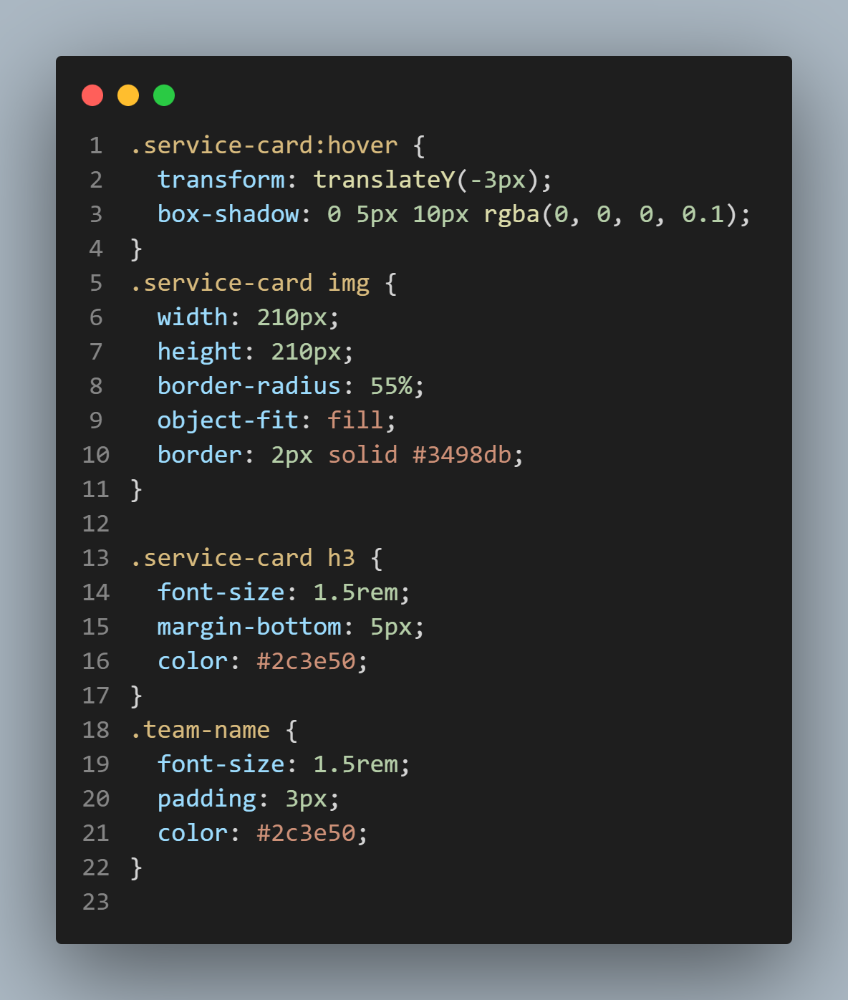 1 .service-card:hover {
2   transform: translateY(-3px);
3   box-shadow: 0 5px 10px rgba(0, 0, 0, 0.1);
4 }
5 .service-card img {
6   width: 210px;
7   height: 210px;
8   border-radius: 55%;
9   object-fit: fill;
10   border: 2px solid #3498db;
11 }
12
13 .service-card h3 {
14   font-size: 1.5rem;
15   margin-bottom: 5px;
16   color: #2c3e50;
17 }
18 .team-name {
19   font-size: 1.5rem;
20   padding: 3px;
21   color: #2c3e50;
22 }
23